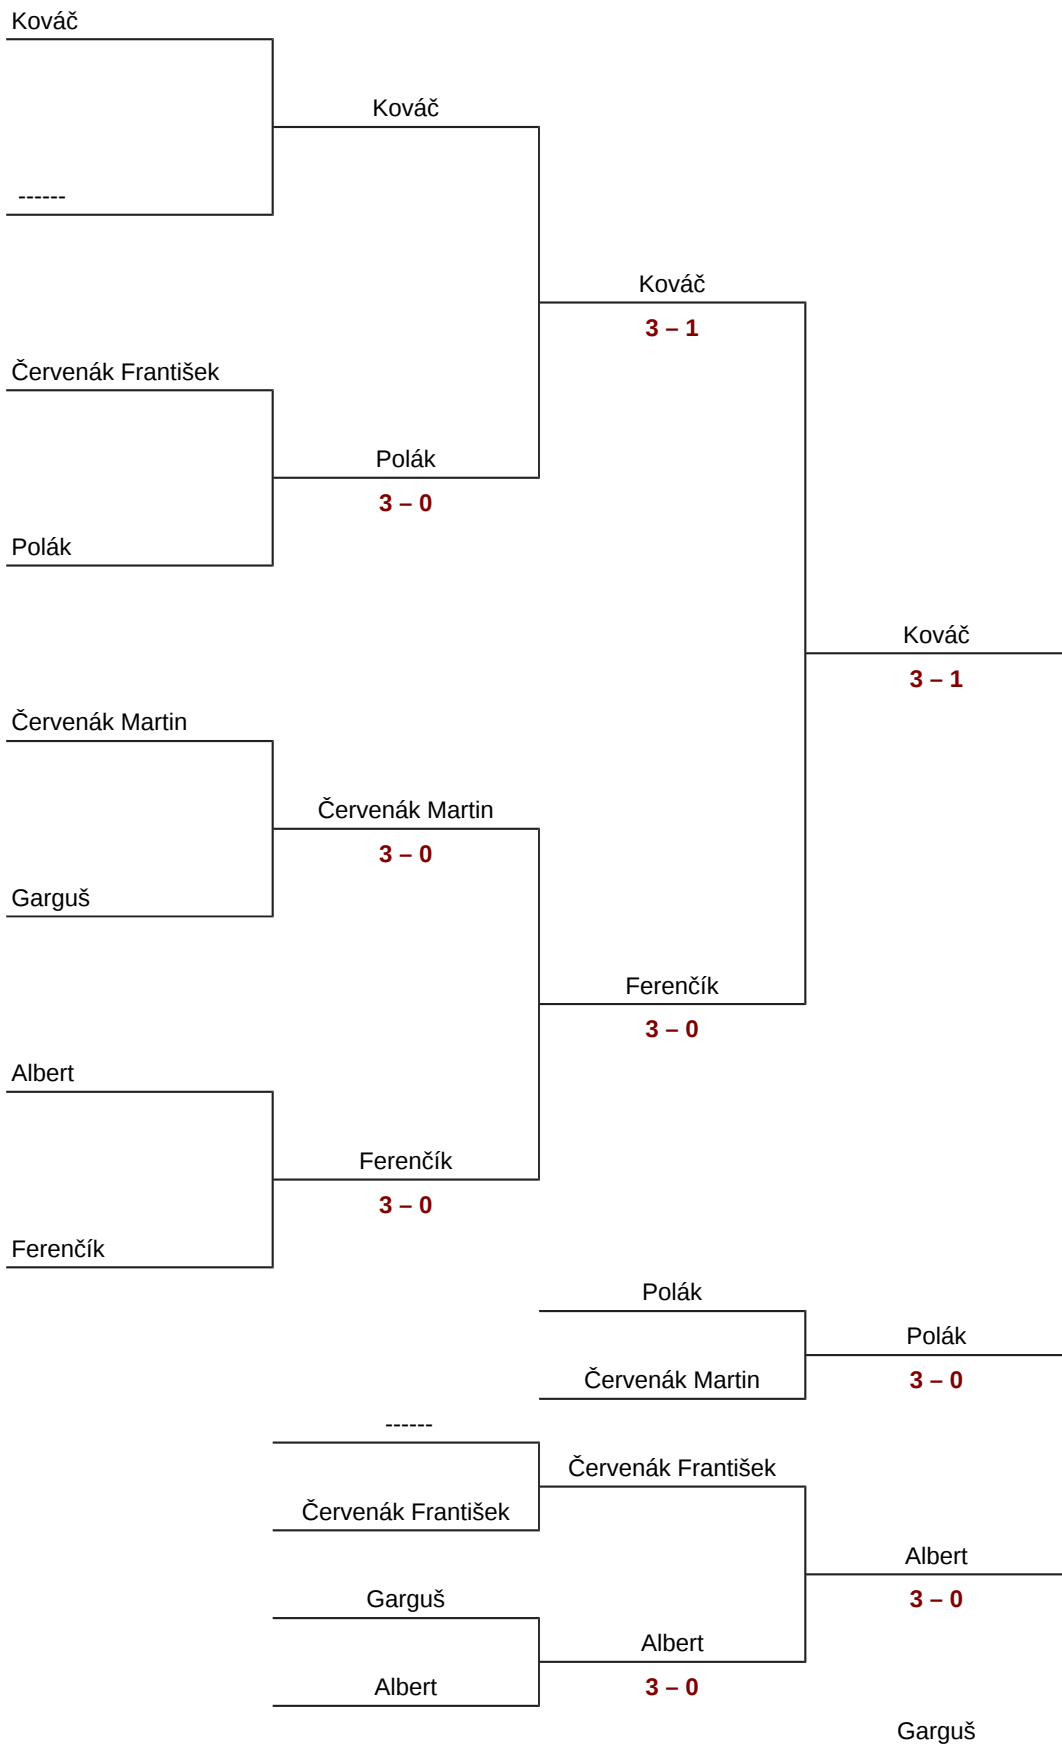 Kováč
Kováč
------
Kováč
3 – 1
Červenák František
Polák
3 – 0
Polák
Kováč
3 – 1
Červenák Martin
Červenák Martin
3 – 0
Garguš
Ferenčík
3 – 0
Albert
Ferenčík
3 – 0
Ferenčík
Polák
Polák
3 – 0
Červenák Martin
------
Červenák František
Červenák František
Albert
3 – 0
Garguš
Albert
3 – 0
Albert
Garguš